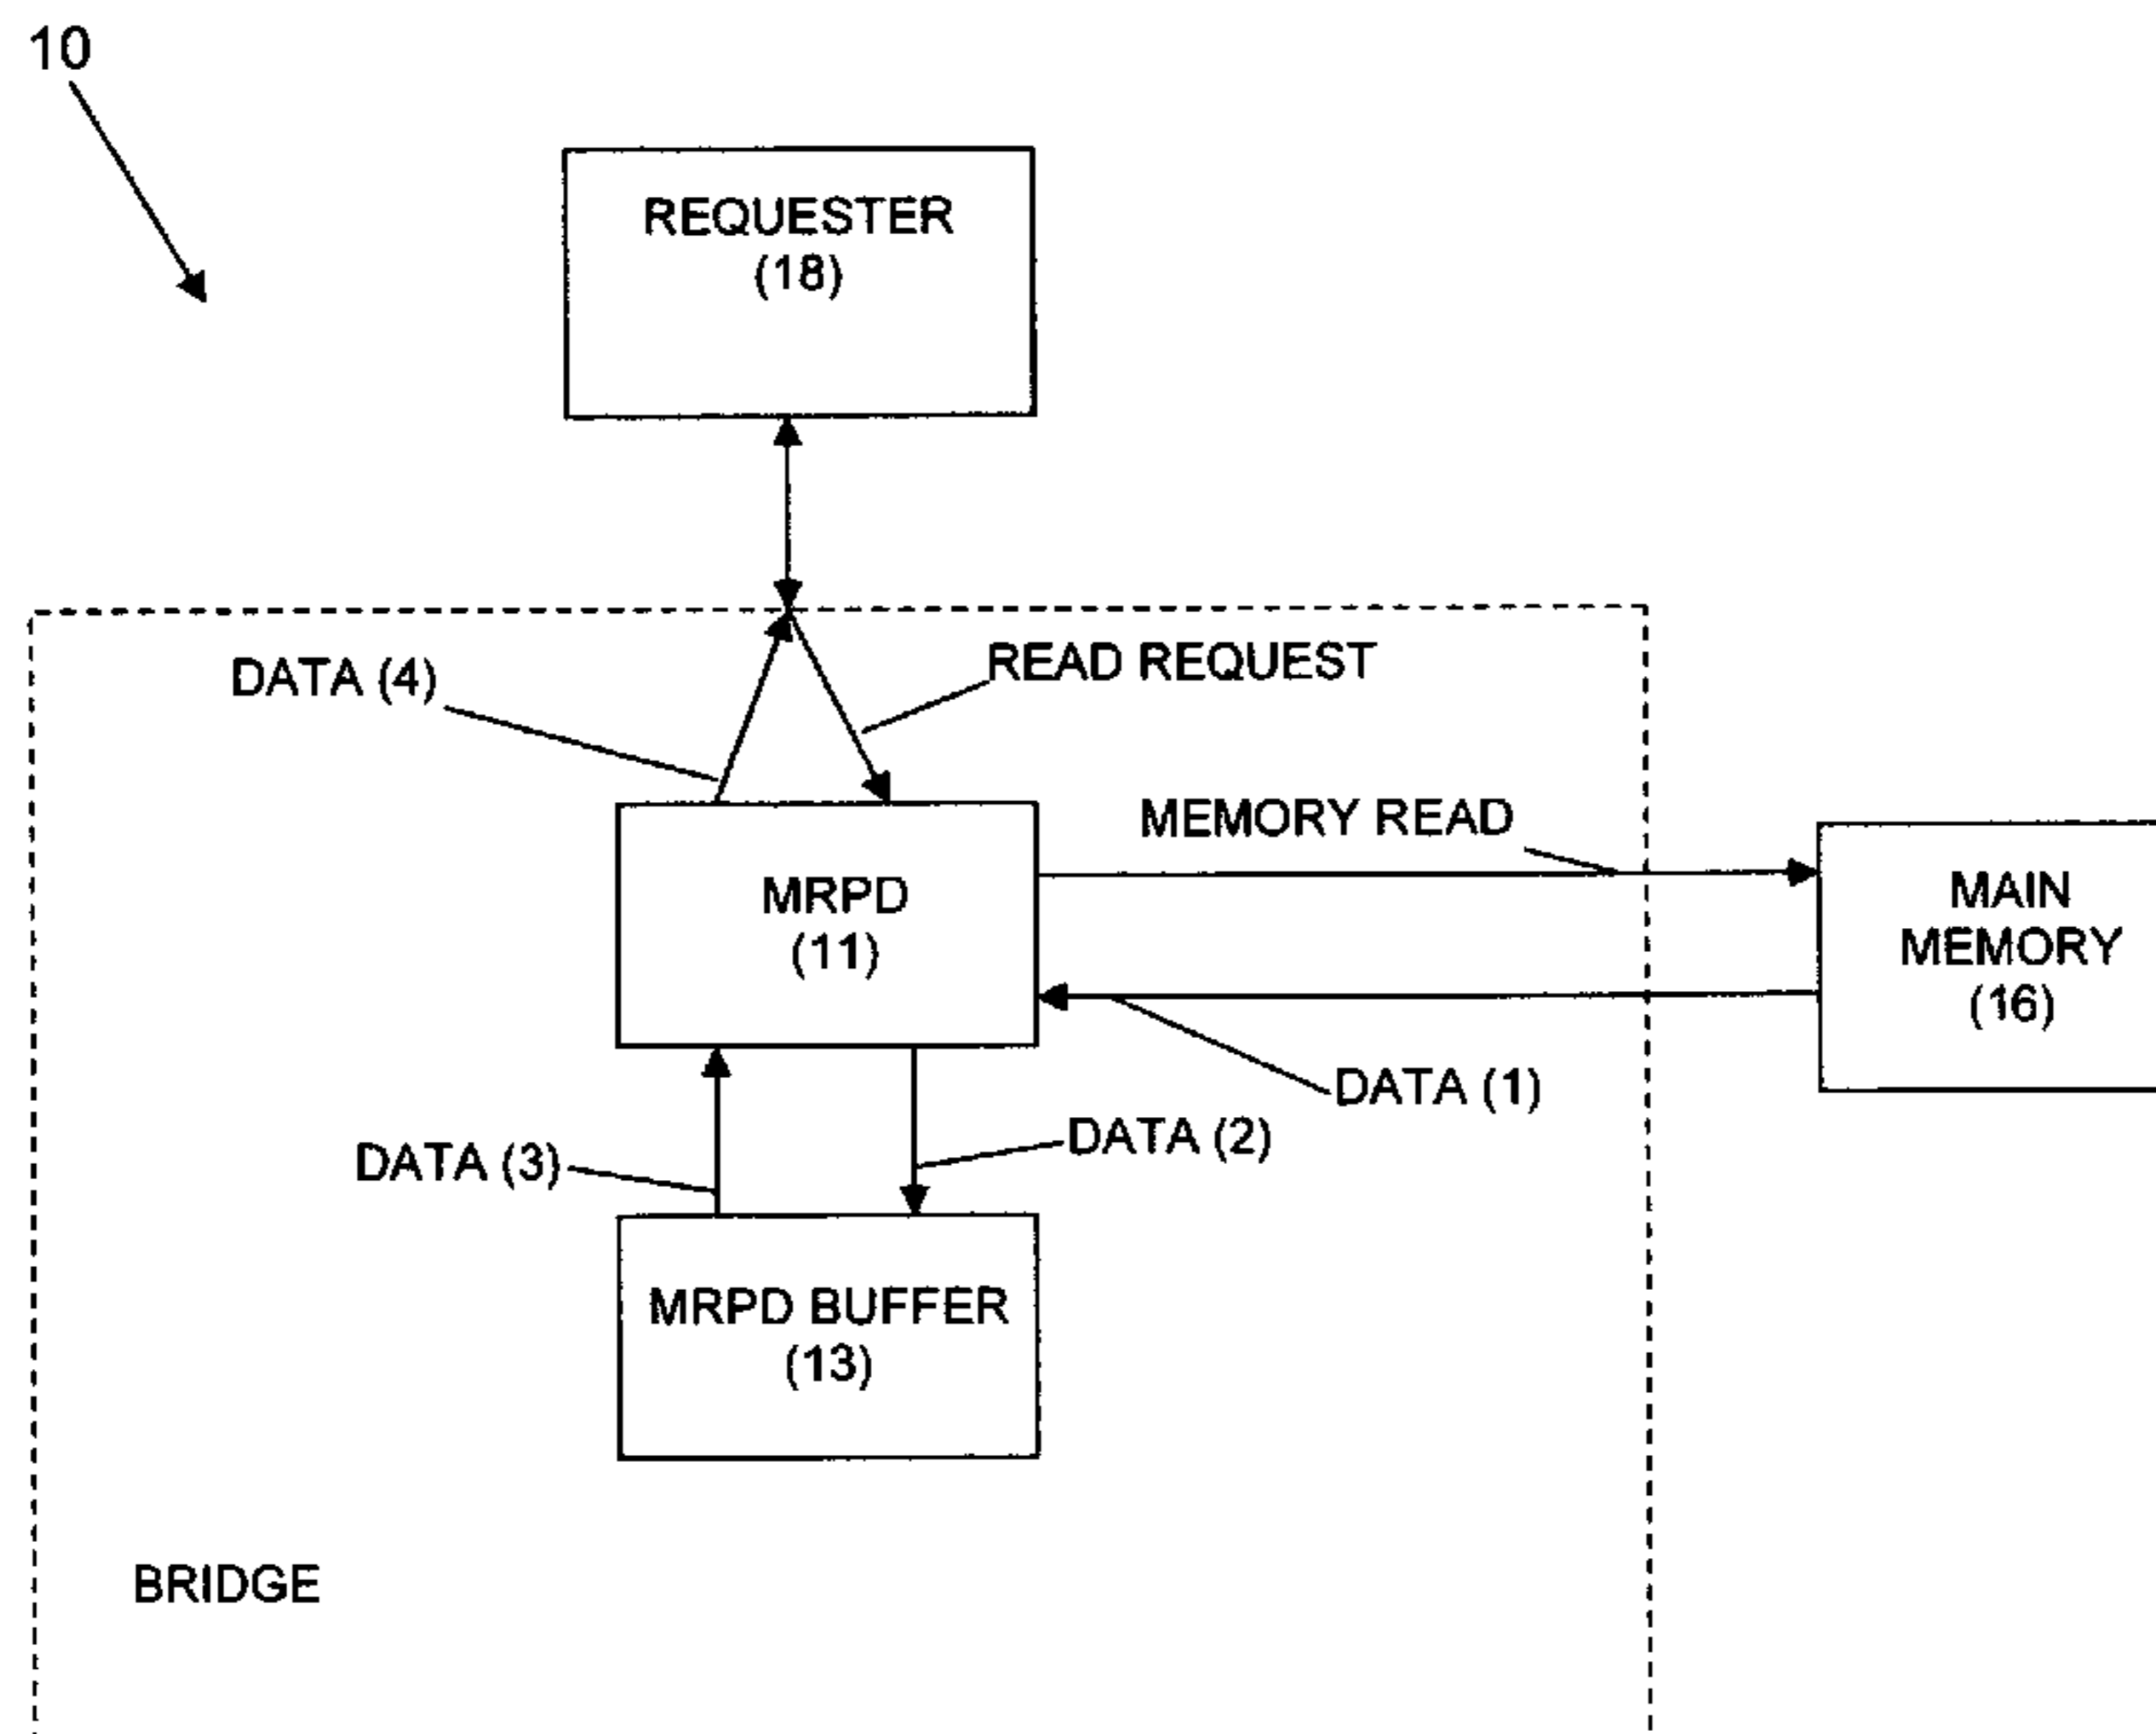 10
REQUESTER
(18)
DATA (4)
READ REQUEST
MEMORY READ
MRPD
(11)
MAIN
MEMORY
(16)
DATA (1)
DATA (2)
DATA (3)
MRPD BUFFER
(13)
BRIDGE